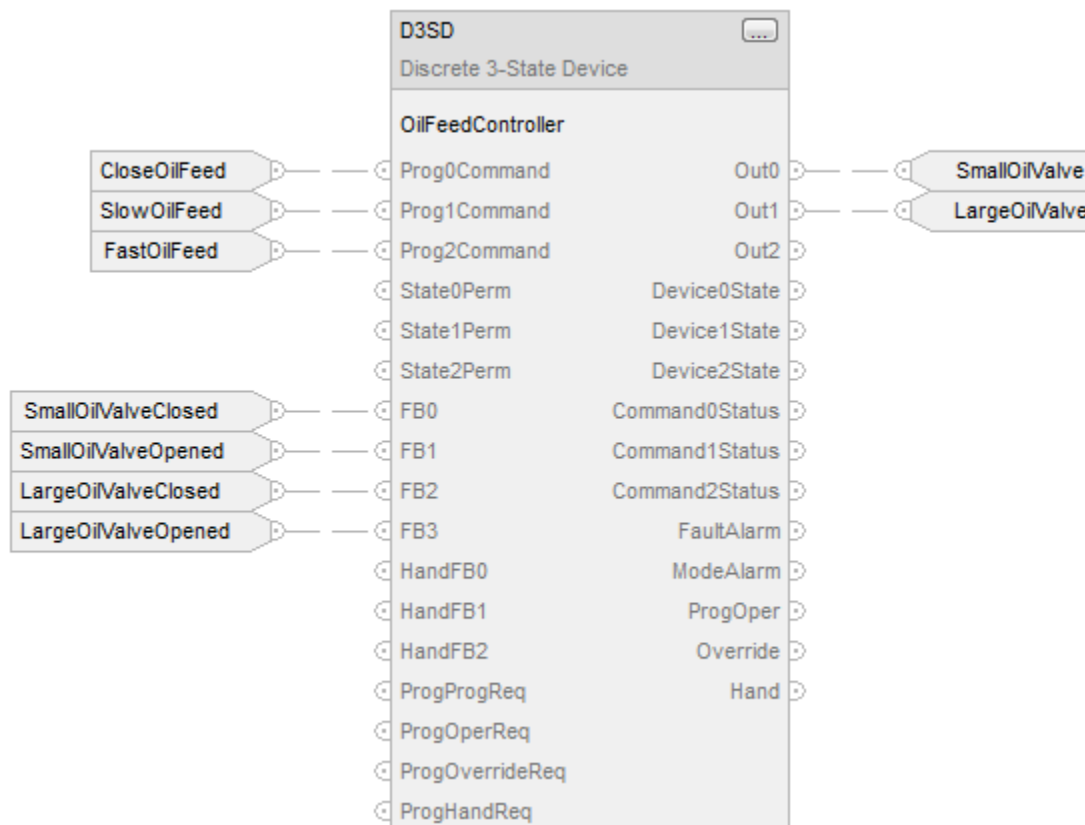 D3SD
...
Discrete 3-State Device
OilFeedController
CloseOilFeed Prog0Command Out0 SmallOilValve
SlowOilFeed Prog1Command Out1 LargeOilValve
FastOilFeed Prog2Command Out2
State0Perm Device0State
State1Perm Device1State
State2Perm Device2State
SmallOilValveClosed FB0 Command0Status
SmallOilValveOpened FB1 Command1Status
LargeOilValveClosed FB2 Command2Status
LargeOilValveOpened FB3 FaultAlarm
HandFB0 ModeAlarm
HandFB1 ProgOper
HandFB2 Override
ProgProgReq Hand
ProgOperReq
ProgOverrideReq
ProgHandReq